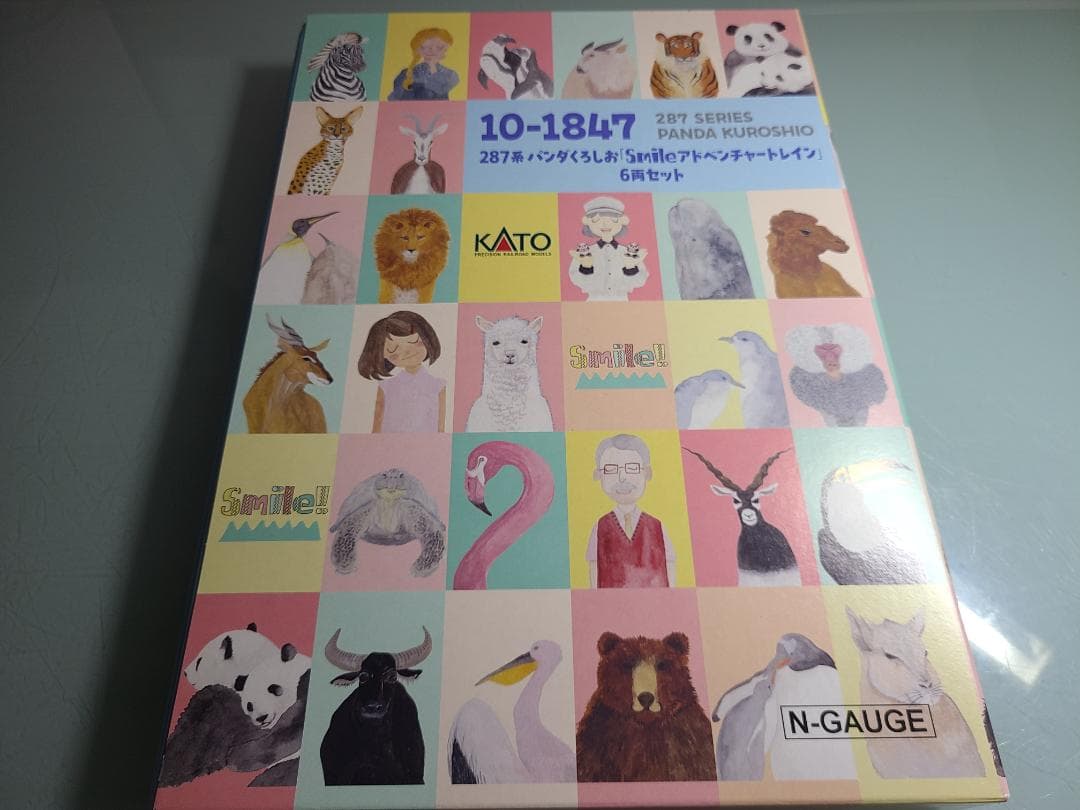 10-1847
287 SERIES
PANDA KUROSHIO
287系 パンダくろしお「Smileアドベンチャートレイン」
6両セット
KATO
PRECISION RAILROAD MODELS
Smile!!
Smile!!
N-GAUGE